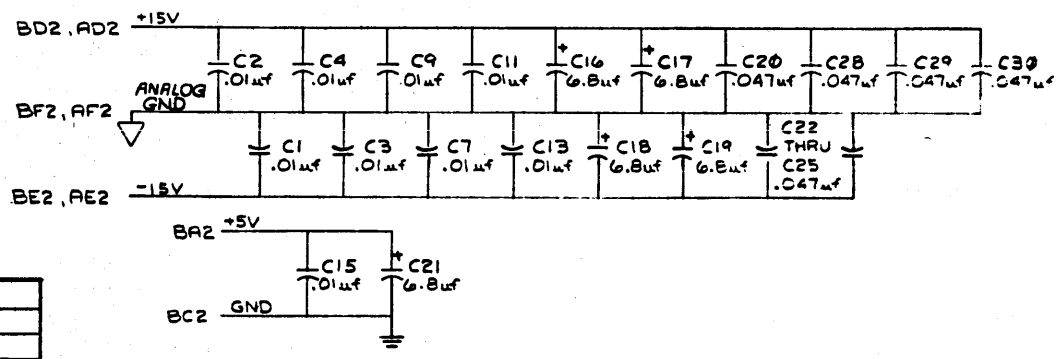 BD2, AD2 +15V
C2 .01uf
C4 .01uf
C9 .01uf
C11 .01uf
+ C16 6.8uf
+ C17 6.8uf
C20 .047uf
C28 .047uf
C29 .047uf
C30 .047uf
BF2, AF2 ANALOG GND
C1 .01uf
C3 .01uf
C7 .01uf
C13 .01uf
+ C18 6.8uf
+ C19 6.8uf
C22 THRU C25 .047uf
BE2, AE2 -15V
BA2 +5V
C15 .01uf
+ C21 6.8uf
BC2 GND